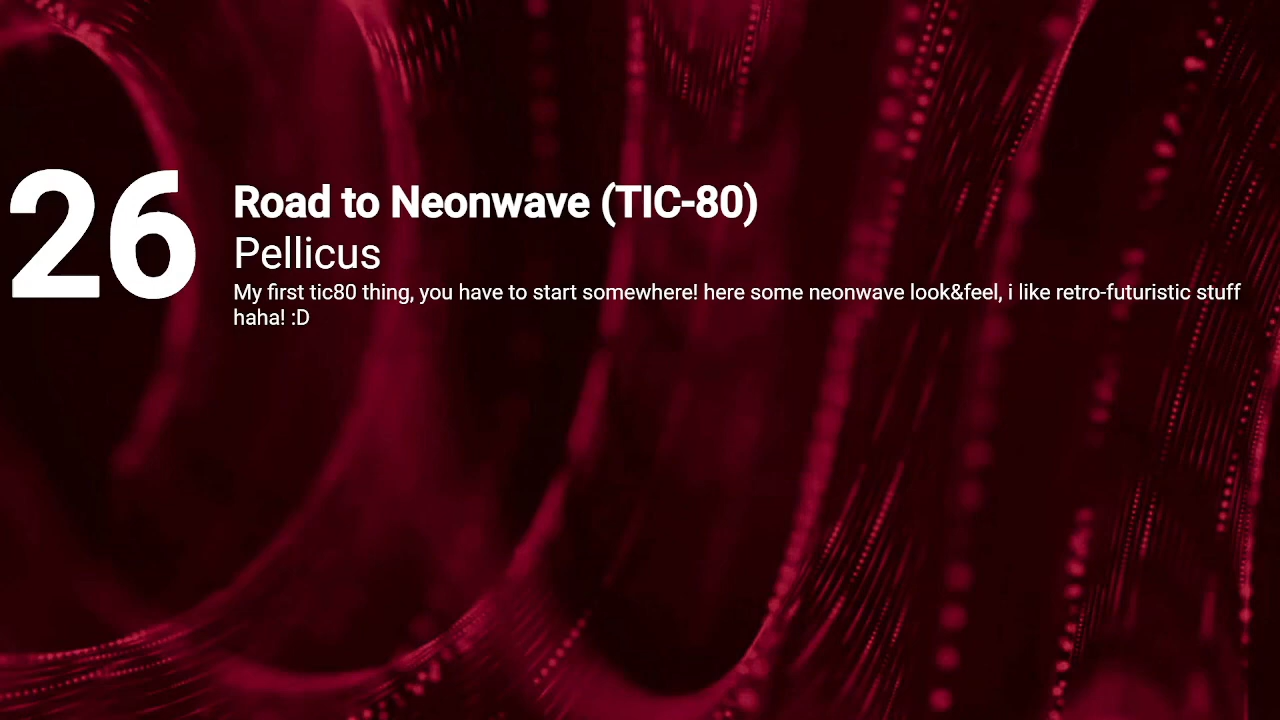 26
Road to Neonwave (TIC-80)
Pellicus
My first tic80 thing, you have to start somewhere! here some neonwave look&feel, i like retro-futuristic stuff
haha! :D